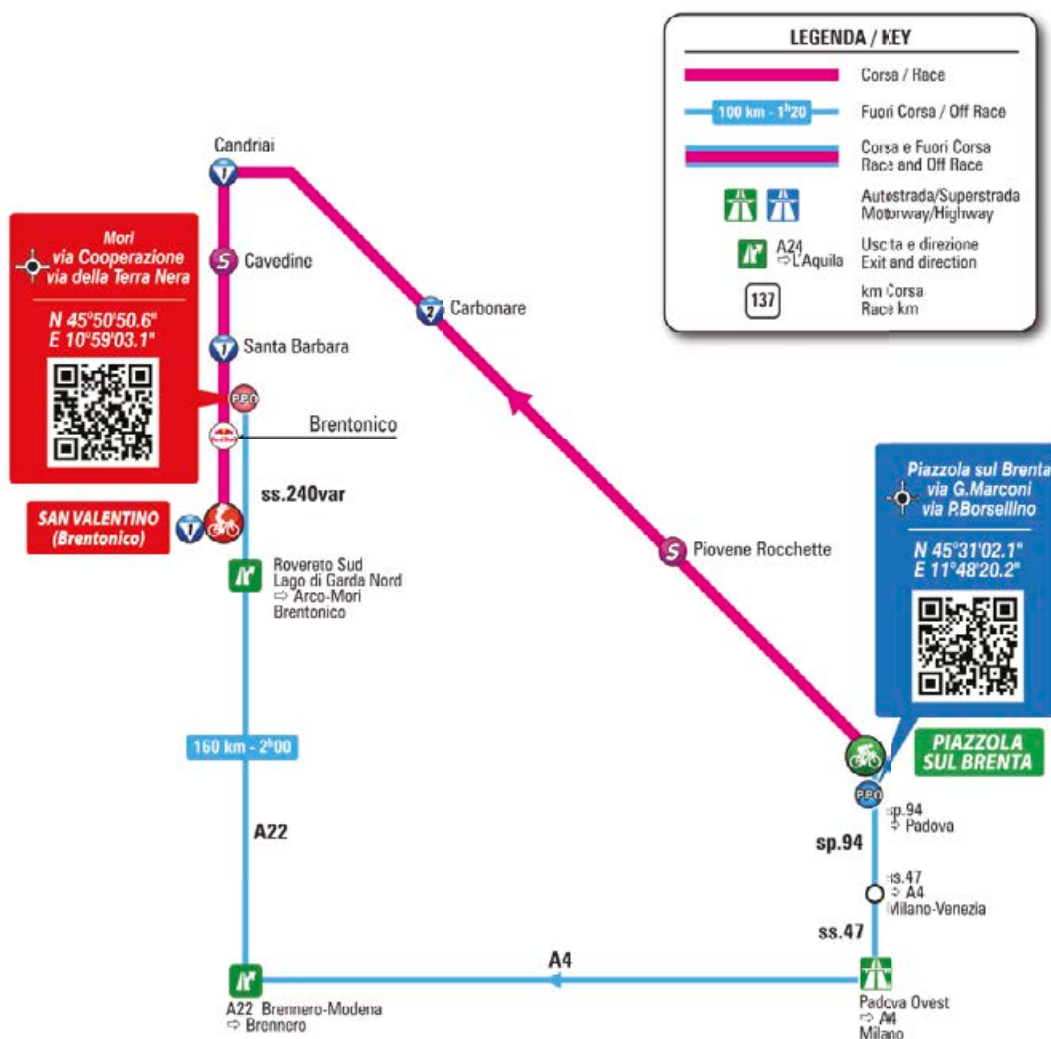 LEGENDA / KEY
Corsa / Race
100 km - 1h20
Fuori Corsa / Off Race
Corsa e Fuori Corsa
Race and Off Race
Autostrada/Superstrada
Motorway/Highway
A24
⇨L'Aquila
Uscita e direzione
Exit and direction
137
km Corsa
Race km
Candriai
1
Mori
via Cooperazione
via della Terra Nera
N 45°50'50.6"
E 10°59'03.1"
S
Cavedine
2
Carbonare
1
Santa Barbara
PPO
Brentonico
ss.240var
SAN VALENTINO
(Brentonico)
1
Rovereto Sud
Lago di Garda Nord
⇨ Arco-Mori
Brentonico
S
Piovene Rocchette
Piazzola sul Brenta
via G.Marconi
via P.Borsellino
N 45°31'02.1"
E 11°48'20.2"
PIAZZOLA
SUL BRENTA
160 km - 2h00
PPO
sp.94
⇨ Padova
A22
sp.94
ss.47
⇨ A4
Milano-Venezia
ss.47
A4
A22 Brennero-Modena
⇨ Brennero
Padova Ovest
⇨ A4
Milano